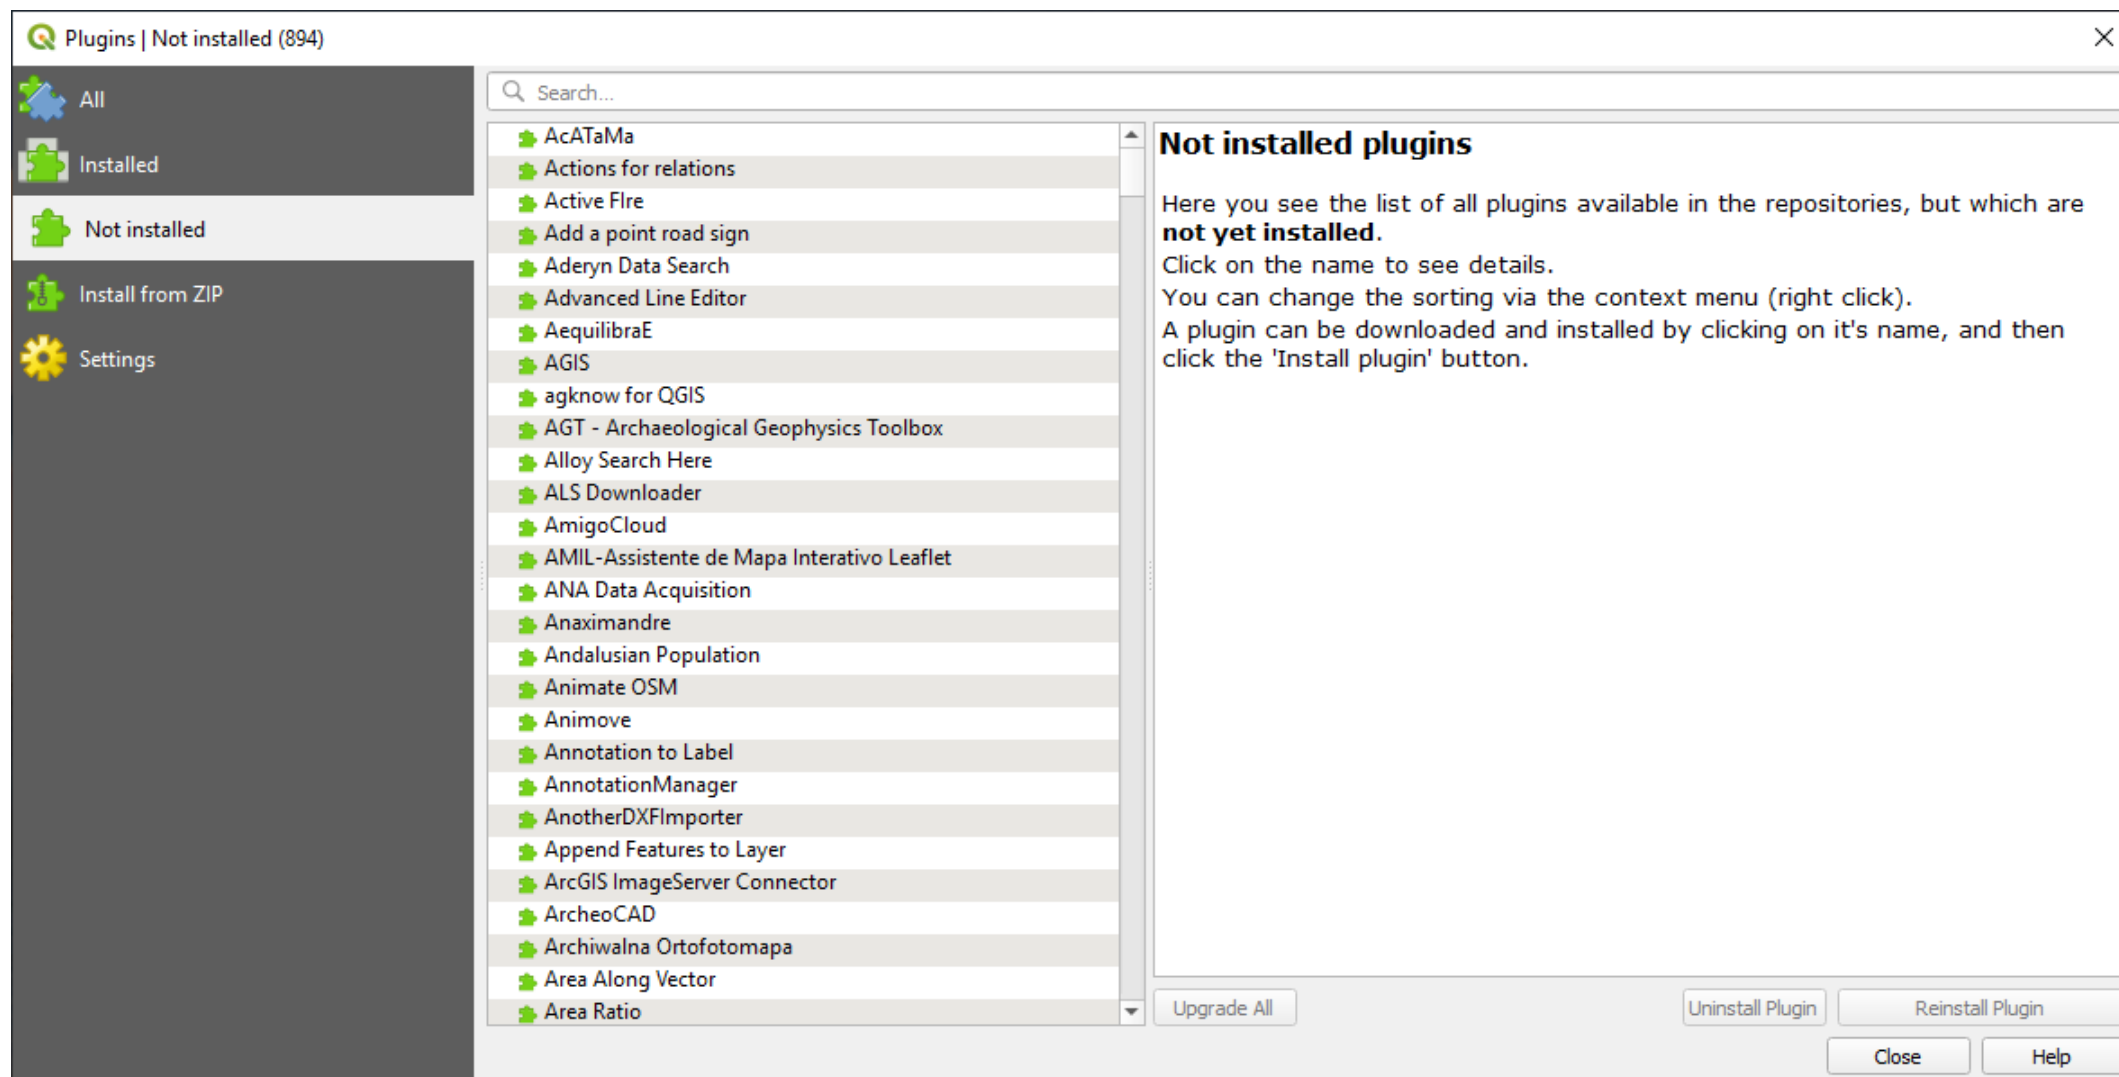 Plugins | Not installed (894)
All
Installed
Not installed
Install from ZIP
Settings
Search...
AcATaMa
Actions for relations
Active FIre
Add a point road sign
Aderyn Data Search
Advanced Line Editor
AequilibraE
AGIS
agknow for QGIS
AGT - Archaeological Geophysics Toolbox
Alloy Search Here
ALS Downloader
AmigoCloud
AMIL-Assistente de Mapa Interativo Leaflet
ANA Data Acquisition
Anaximandre
Andalusian Population
Animate OSM
Animove
Annotation to Label
AnnotationManager
AnotherDXFImporter
Append Features to Layer
ArcGIS ImageServer Connector
ArcheoCAD
Archiwalna Ortofotomapa
Area Along Vector
Area Ratio
Not installed plugins
Here you see the list of all plugins available in the repositories, but which are
not yet installed.
Click on the name to see details.
You can change the sorting via the context menu (right click).
A plugin can be downloaded and installed by clicking on it's name, and then
click the 'Install plugin' button.
Upgrade All
Uninstall Plugin
Reinstall Plugin
Close
Help